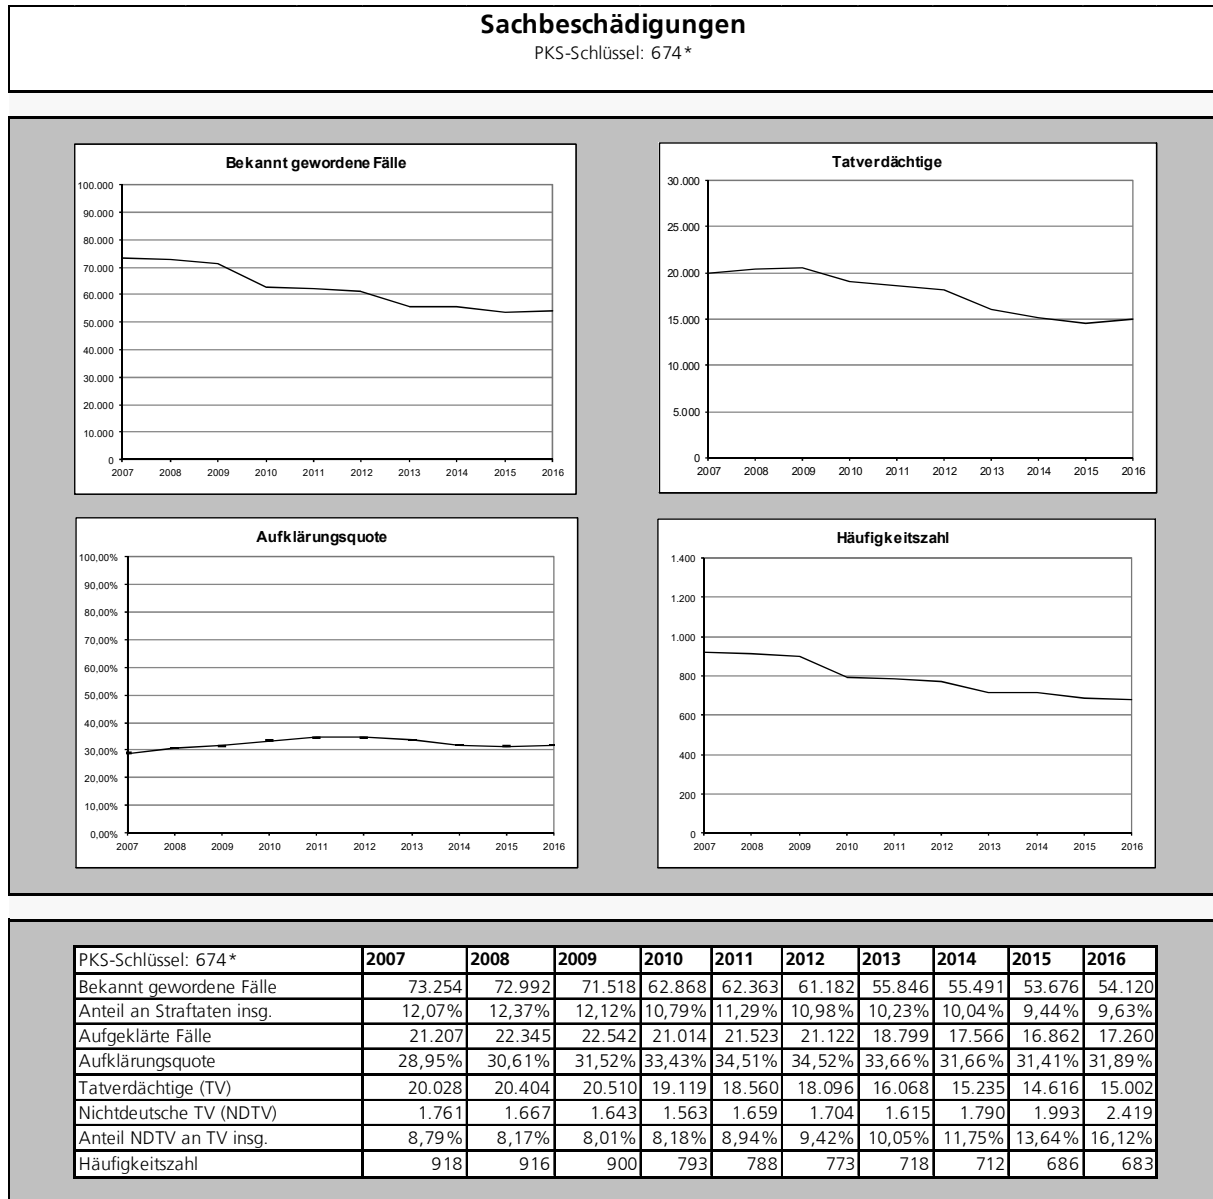 Sachbeschädigungen
PKS-Schlüssel: 674*
Bekannt gewordene Fälle
100.000
90.000
80.000
70.000
60.000
50.000
40.000
30.000
20.000
10.000
0
2007 2008 2009 2010 2011 2012 2013 2014 2015 2016
Tatverdächtige
30.000
25.000
20.000
15.000
10.000
5.000
0
2007 2008 2009 2010 2011 2012 2013 2014 2015 2016
Aufklärungsquote
100,00%
90,00%
80,00%
70,00%
60,00%
50,00%
40,00%
30,00%
20,00%
10,00%
0,00%
2007 2008 2009 2010 2011 2012 2013 2014 2015 2016
Häufigkeitszahl
1.400
1.200
1.000
800
600
400
200
0
2007 2008 2009 2010 2011 2012 2013 2014 2015 2016
PKS-Schlüssel: 674* 2007 2008 2009 2010 2011 2012 2013 2014 2015 2016
Bekannt gewordene Fälle 73.254 72.992 71.518 62.868 62.363 61.182 55.846 55.491 53.676 54.120
Anteil an Straftaten insg. 12,07% 12,37% 12,12% 10,79% 11,29% 10,98% 10,23% 10,04% 9,44% 9,63%
Aufgeklärte Fälle 21.207 22.345 22.542 21.014 21.523 21.122 18.799 17.566 16.862 17.260
Aufklärungsquote 28,95% 30,61% 31,52% 33,43% 34,51% 34,52% 33,66% 31,66% 31,41% 31,89%
Tatverdächtige (TV) 20.028 20.404 20.510 19.119 18.560 18.096 16.068 15.235 14.616 15.002
Nichtdeutsche TV (NDTV) 1.761 1.667 1.643 1.563 1.659 1.704 1.615 1.790 1.993 2.419
Anteil NDTV an TV insg. 8,79% 8,17% 8,01% 8,18% 8,94% 9,42% 10,05% 11,75% 13,64% 16,12%
Häufigkeitszahl 918 916 900 793 788 773 718 712 686 683